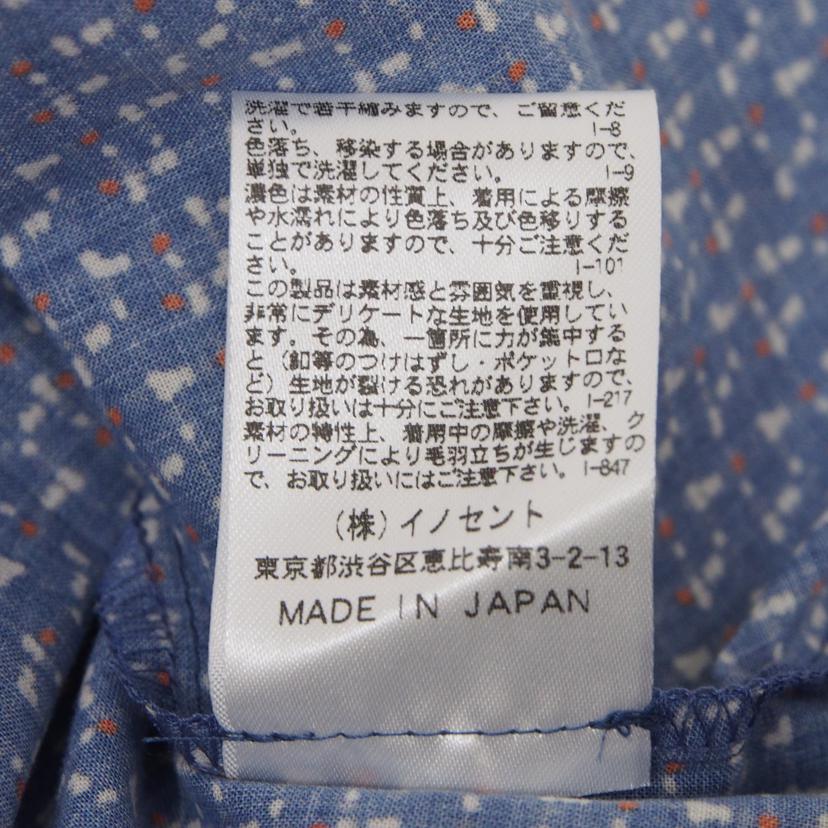 洗濯で若干縮みますので、ご留意くだ
さい。 I-8
色落ち、移染する場合がありますので、
単独で洗濯してください。 I-9
濃色は素材の性質上、着用による摩擦
や水濡れにより色落ち及び色移りする
ことがありますので、十分ご注意くだ
さい。 I-101
この製品は素材感と雰囲気を重視し、
非常にデリケートな生地を使用してい
ます。その為、一箇所に力が集中する
と、(釦等のつけはずし・ポケット口な
ど)生地が裂ける恐れがありますので、
お取り扱いは十分にご注意下さい。 I-217
素材の特性上、着用中の摩擦や洗濯、ク
リーニングにより毛羽立ちが生じますの
で、お取り扱いにはご注意下さい。 I-847
(株)イノセント
東京都渋谷区恵比寿南3-2-13
MADE IN JAPAN